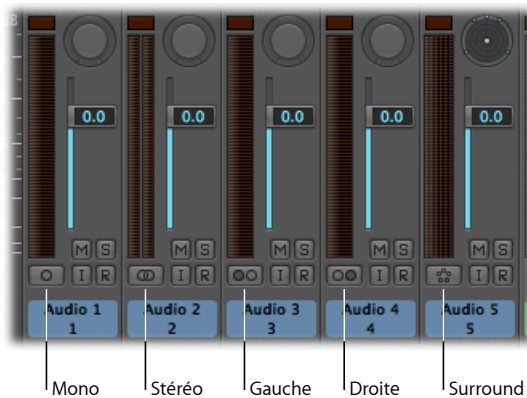 0.0 0.0 0.0 0.0 0.0
M S M S M S M S M S
I R I R I R I R I R
Audio 1 Audio 2 Audio 3 Audio 4 Audio 5
1 2 3 4 5
Mono Stéréo Gauche Droite Surround